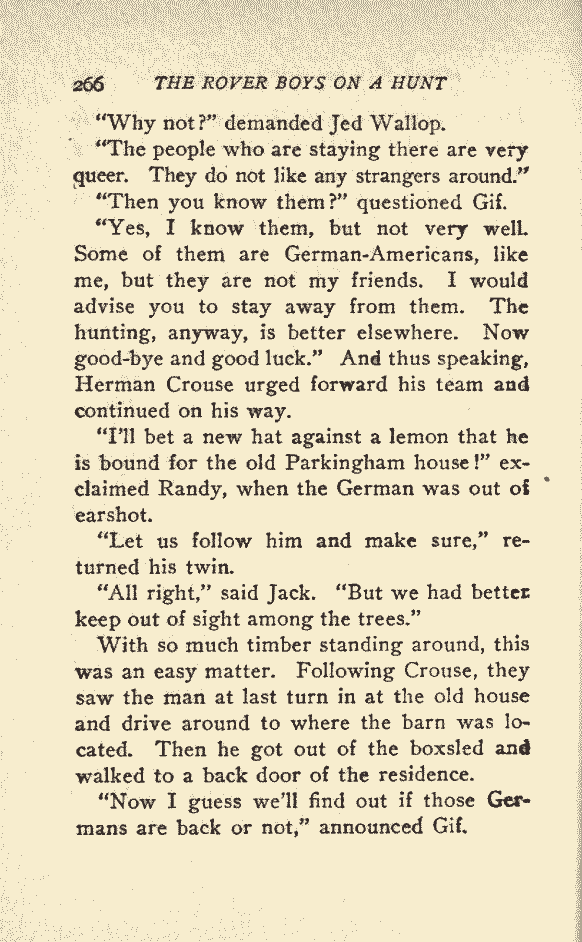 266 THE ROVER BOYS ON A HUNT
“Why not?” demanded Jed Wallop.
“The people who are staying there are very
queer. They do not like any strangers around.”
“Then you know them?” questioned Gif.
“Yes, I know them, but not very well.
Some of them are German-Americans, like
me, but they are not my friends. I would
advise you to stay away from them. The
hunting, anyway, is better elsewhere. Now
good-bye and good luck.” And thus speaking,
Herman Crouse urged forward his team and
continued on his way.
“I’ll bet a new hat against a lemon that he
is bound for the old Parkingham house!” ex-
claimed Randy, when the German was out of
earshot.
“Let us follow him and make sure,” re-
turned his twin.
“All right,” said Jack. “But we had better
keep out of sight among the trees.”
With so much timber standing around, this
was an easy matter. Following Crouse, they
saw the man at last turn in at the old house
and drive around to where the barn was lo-
cated. Then he got out of the boxsled and
walked to a back door of the residence.
“Now I guess we’ll find out if those Ger-
mans are back or not,” announced Gif.